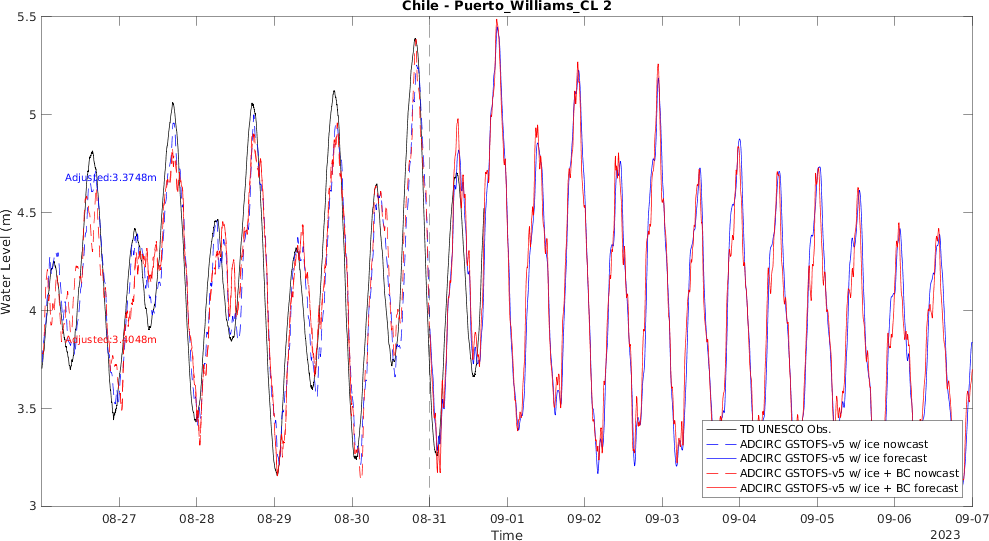 Chile - Puerto_Williams_CL 2
5.5
5
4.5
4
3.5
3
Water Level (m)
Adjusted:3.3748m
Adjusted:3.4048m
TD UNESCO Obs.
ADCIRC GSTOFS-v5 w/ ice nowcast
ADCIRC GSTOFS-v5 w/ ice forecast
ADCIRC GSTOFS-v5 w/ ice + BC nowcast
ADCIRC GSTOFS-v5 w/ ice + BC forecast
08-27 08-28 08-29 08-30 08-31 09-01 09-02 09-03 09-04 09-05 09-06 09-07
Time
2023